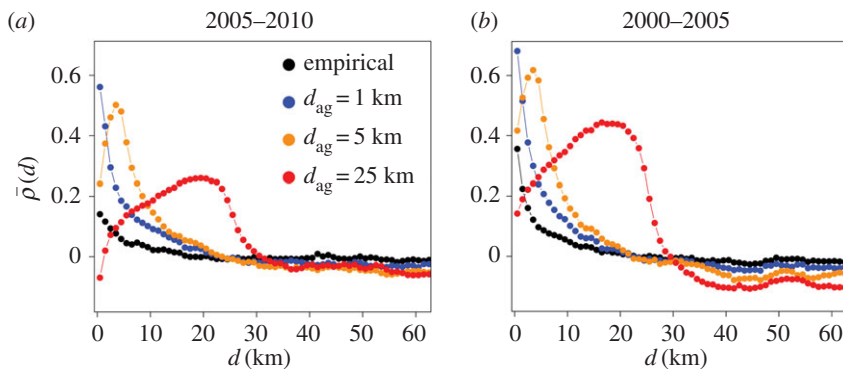 (a) 2005–2010
0.6
0.4
0.2
0
ρ̄(d)
empirical
d_ag = 1 km
d_ag = 5 km
d_ag = 25 km
0 10 20 30 40 50 60
d (km)
(b) 2000–2005
0.6
0.4
0.2
0
0 10 20 30 40 50 60
d (km)